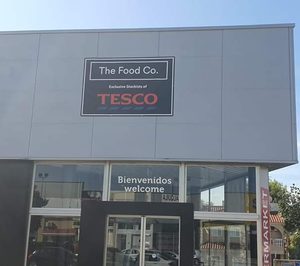 The Food Co.
Exclusive Stockists of
TESCO
Bienvenidos
welcome